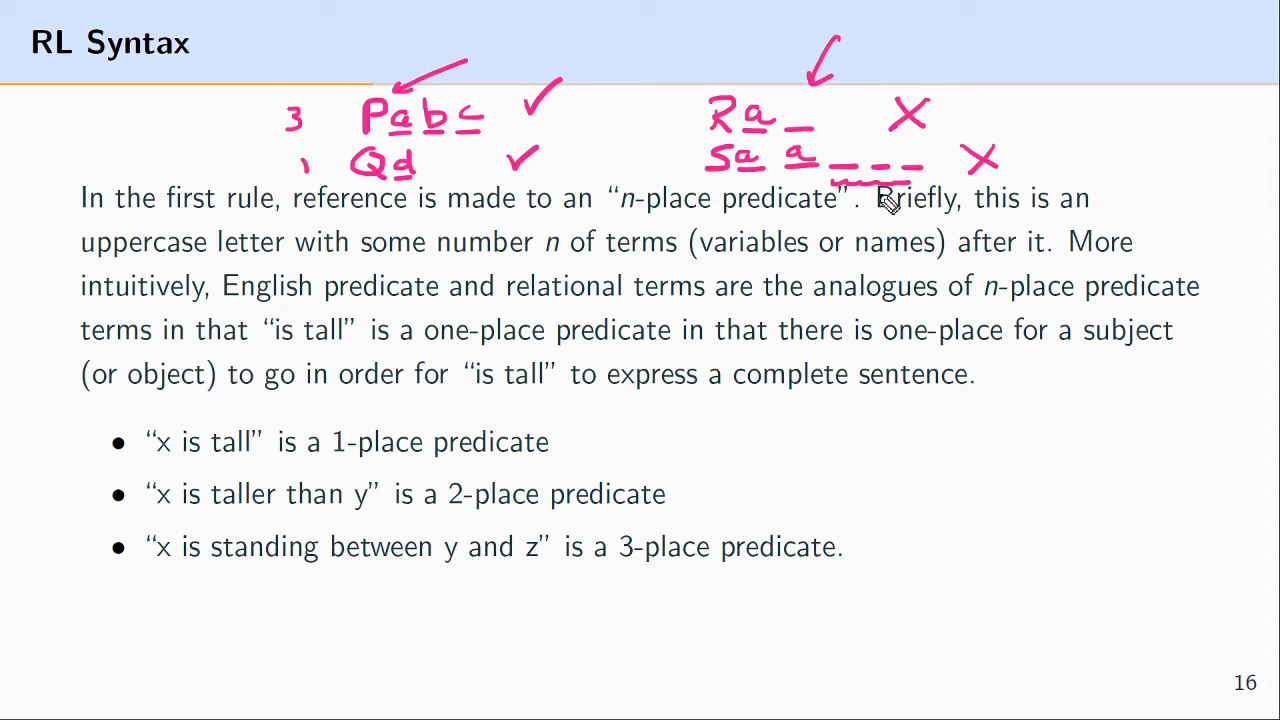 RL Syntax
3 Pabc ✓ Ra _ X
1 Qd ✓ Sa a _ _ _ X
In the first rule, reference is made to an “n-place predicate”. Briefly, this is an
uppercase letter with some number n of terms (variables or names) after it. More
intuitively, English predicate and relational terms are the analogues of n-place predicate
terms in that “is tall” is a one-place predicate in that there is one-place for a subject
(or object) to go in order for “is tall” to express a complete sentence.
• “x is tall” is a 1-place predicate
• “x is taller than y” is a 2-place predicate
• “x is standing between y and z” is a 3-place predicate.
16